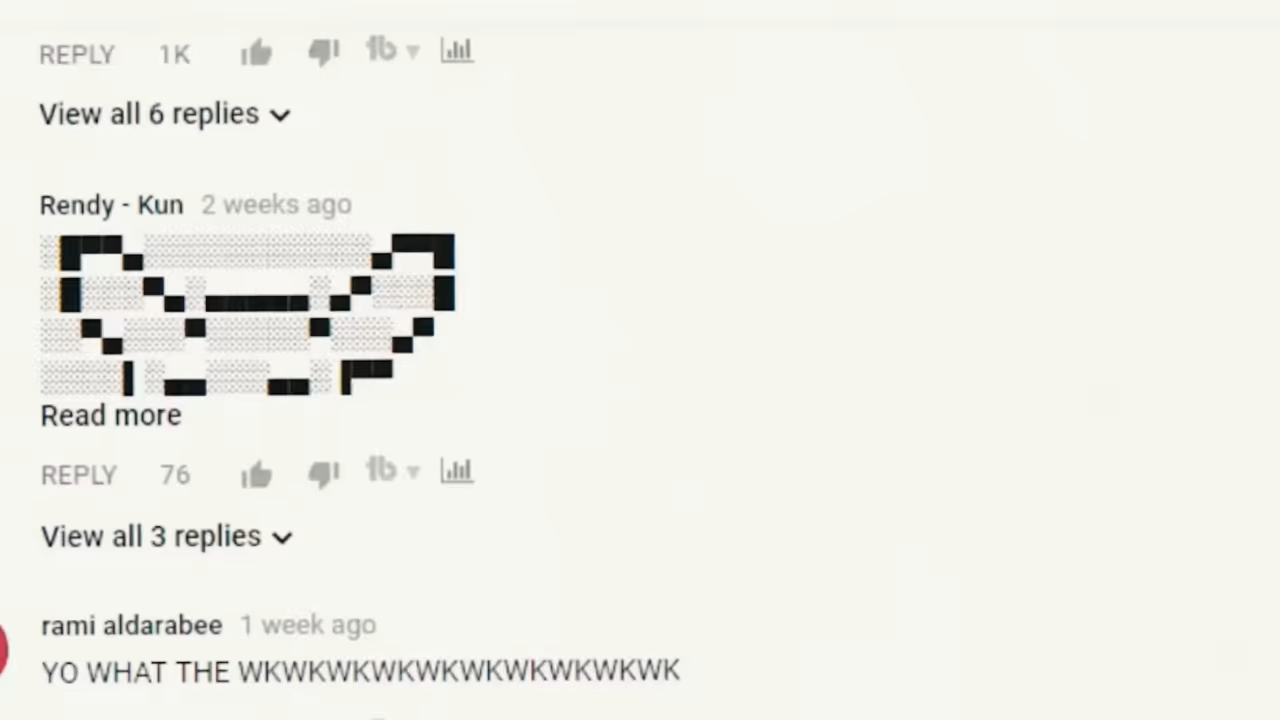 REPLY 1K
View all 6 replies
Rendy - Kun 2 weeks ago
Read more
REPLY 76
View all 3 replies
rami aldarabee 1 week ago
YO WHAT THE WKWKWKWKWKWKWKWKWKWK